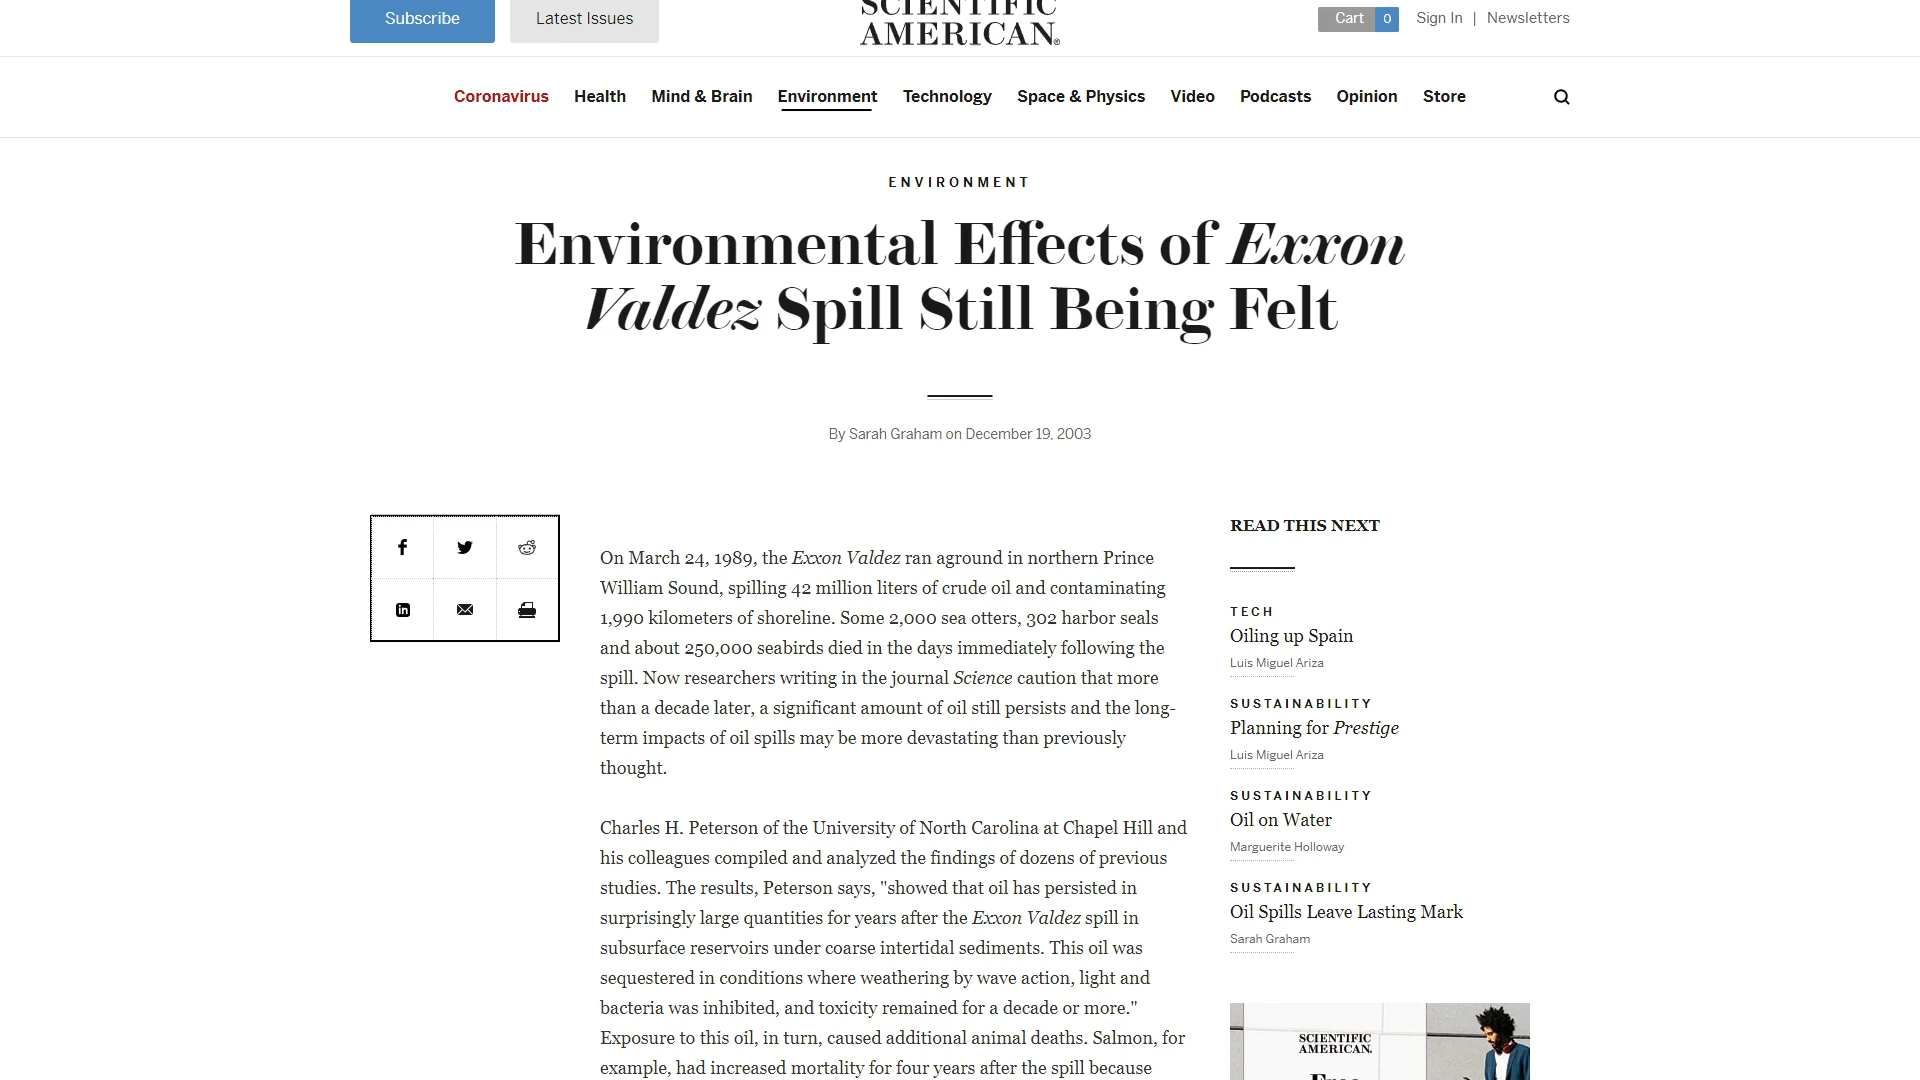 Subscribe
Latest Issues
SCIENTIFIC
AMERICAN®
Cart 0
Sign In | Newsletters
Coronavirus Health Mind & Brain Environment Technology Space & Physics Video Podcasts Opinion Store
ENVIRONMENT
Environmental Effects of Exxon
Valdez Spill Still Being Felt
By Sarah Graham on December 19, 2003
On March 24, 1989, the Exxon Valdez ran aground in northern Prince
William Sound, spilling 42 million liters of crude oil and contaminating
1,990 kilometers of shoreline. Some 2,000 sea otters, 302 harbor seals
and about 250,000 seabirds died in the days immediately following the
spill. Now researchers writing in the journal Science caution that more
than a decade later, a significant amount of oil still persists and the long-
term impacts of oil spills may be more devastating than previously
thought.
Charles H. Peterson of the University of North Carolina at Chapel Hill and
his colleagues compiled and analyzed the findings of dozens of previous
studies. The results, Peterson says, "showed that oil has persisted in
surprisingly large quantities for years after the Exxon Valdez spill in
subsurface reservoirs under coarse intertidal sediments. This oil was
sequestered in conditions where weathering by wave action, light and
bacteria was inhibited, and toxicity remained for a decade or more."
Exposure to this oil, in turn, caused additional animal deaths. Salmon, for
example, had increased mortality for four years after the spill because
READ THIS NEXT
TECH
Oiling up Spain
Luis Miguel Ariza
SUSTAINABILITY
Planning for Prestige
Luis Miguel Ariza
SUSTAINABILITY
Oil on Water
Marguerite Holloway
SUSTAINABILITY
Oil Spills Leave Lasting Mark
Sarah Graham
SCIENTIFIC
AMERICAN.